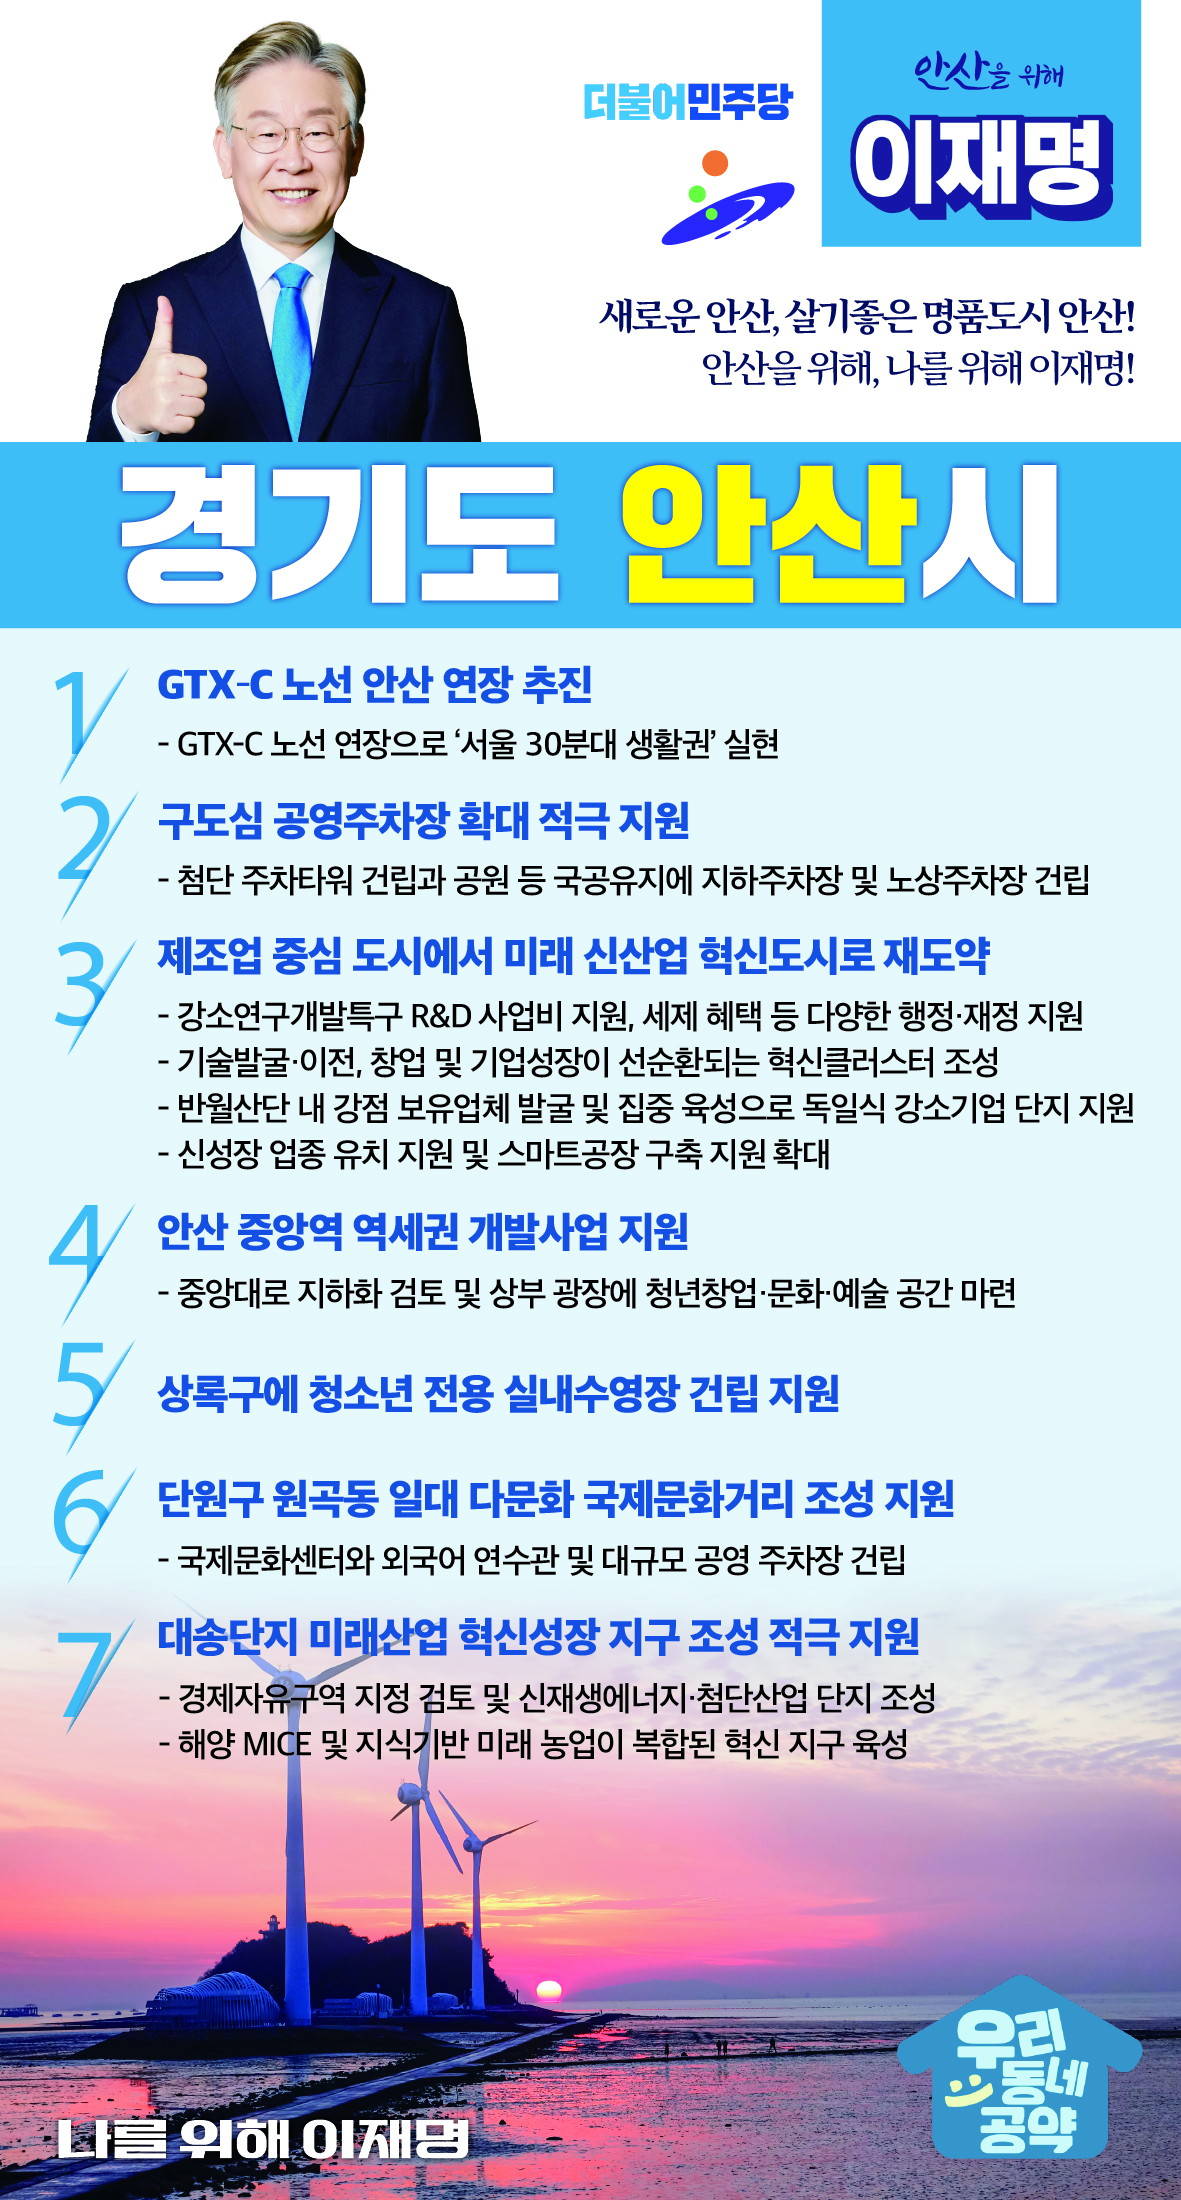 더불어민주당
안산을 위해
이재명
새로운 안산, 살기좋은 명품도시 안산!
안산을 위해, 나를 위해 이재명!
경기도 안산시
1
GTX-C 노선 안산 연장 추진
- GTX-C 노선 연장으로 ‘서울 30분대 생활권’ 실현
2
구도심 공영주차장 확대 적극 지원
- 첨단 주차타워 건립과 공원 등 국공유지에 지하주차장 및 노상주차장 건립
3
제조업 중심 도시에서 미래 신산업 혁신도시로 재도약
- 강소연구개발특구 R&D 사업비 지원, 세제 혜택 등 다양한 행정·재정 지원
- 기술발굴·이전, 창업 및 기업성장이 선순환되는 혁신클러스터 조성
- 반월산단 내 강점 보유업체 발굴 및 집중 육성으로 독일식 강소기업 단지 지원
- 신성장 업종 유치 지원 및 스마트공장 구축 지원 확대
4
안산 중앙역 역세권 개발사업 지원
- 중앙대로 지하화 검토 및 상부 광장에 청년창업·문화·예술 공간 마련
5
상록구에 청소년 전용 실내수영장 건립 지원
6
단원구 원곡동 일대 다문화 국제문화거리 조성 지원
- 국제문화센터와 외국어 연수관 및 대규모 공영 주차장 건립
7
대송단지 미래산업 혁신성장 지구 조성 적극 지원
- 경제자유구역 지정 검토 및 신재생에너지·첨단산업 단지 조성
- 해양 MICE 및 지식기반 미래 농업이 복합된 혁신 지구 육성
우리
동네
공약
나를 위해 이재명